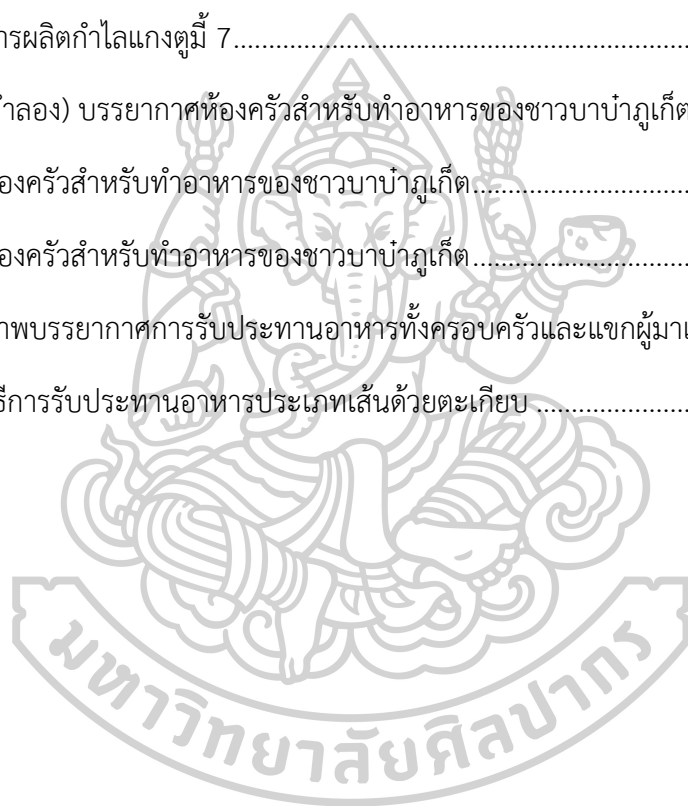 ารผลิตกำไลแกงตูมี้ 7......................................................................
ำลอง) บรรยากาศห้องครัวสำหรับทำอาหารของชาวบาบ๋าภูเก็ต
องครัวสำหรับทำอาหารของชาวบาบ๋าภูเก็ต....................................
องครัวสำหรับทำอาหารของชาวบาบ๋าภูเก็ต....................................
าพบรรยากาศการรับประทานอาหารทั้งครอบครัวและแขกผู้มาเ
ธีการรับประทานอาหารประเภทเส้นด้วยตะเกียบ .........................
มหาวิทยาลัยศิลปากร